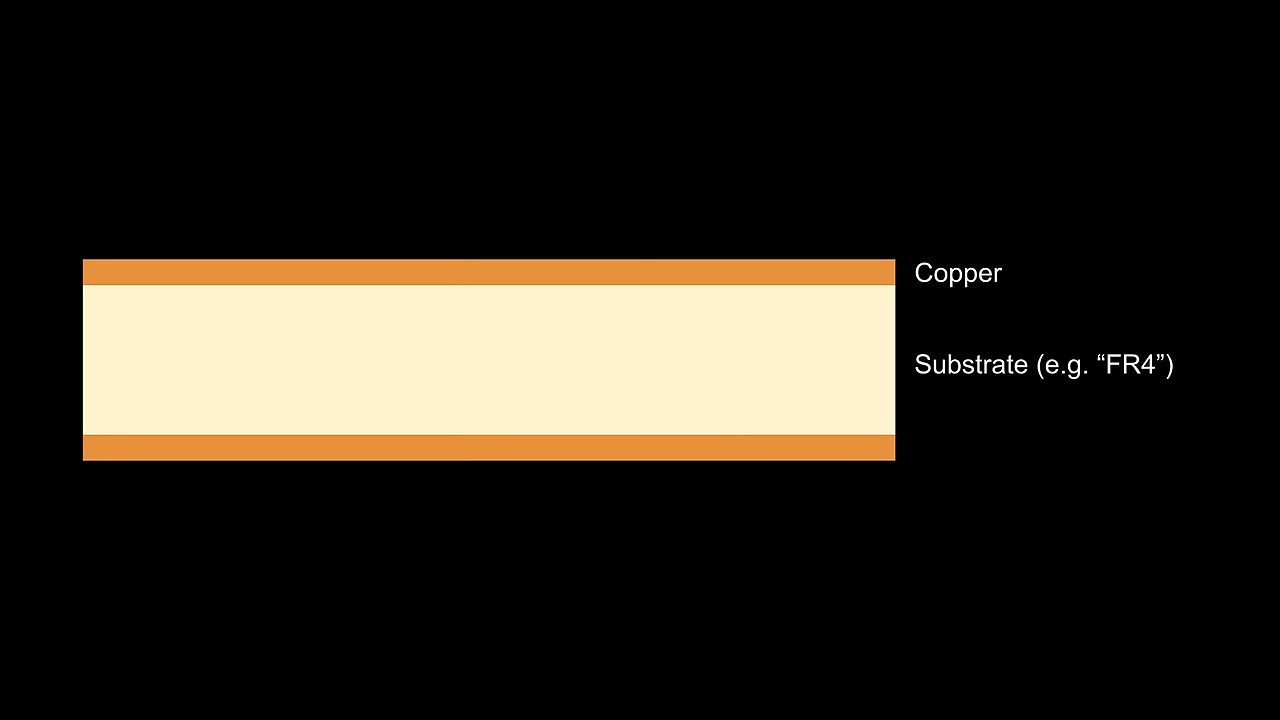 Copper
Substrate (e.g. “FR4”)